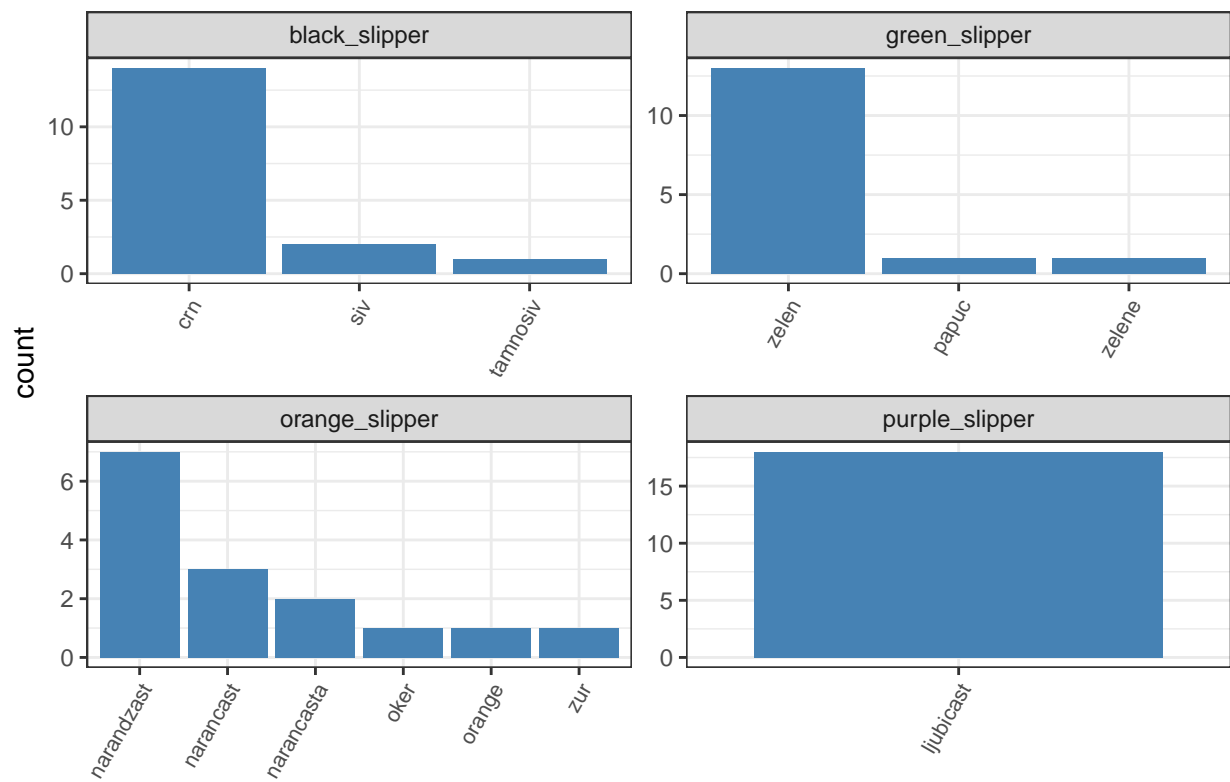 black_slipper
green_slipper
10
5
0
10
5
0
crn
siv
tamnosiv
zelen
papuc
zelene
count
orange_slipper
purple_slipper
6
4
2
0
15
10
5
0
narandzast
narancast
narancasta
oker
orange
zur
ljubicast